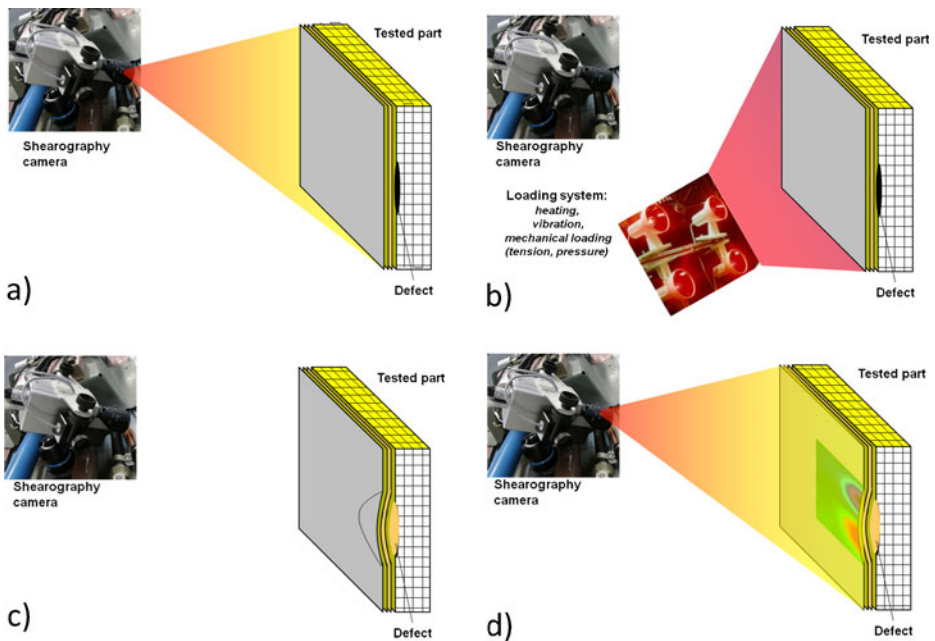 Tested part
Shearography
camera
Defect
a)
Tested part
Shearography
camera
Loading system:
heating,
vibration,
mechanical loading
(tension, pressure)
Defect
b)
Tested part
Shearography
camera
Defect
c)
Tested part
Shearography
camera
Defect
d)